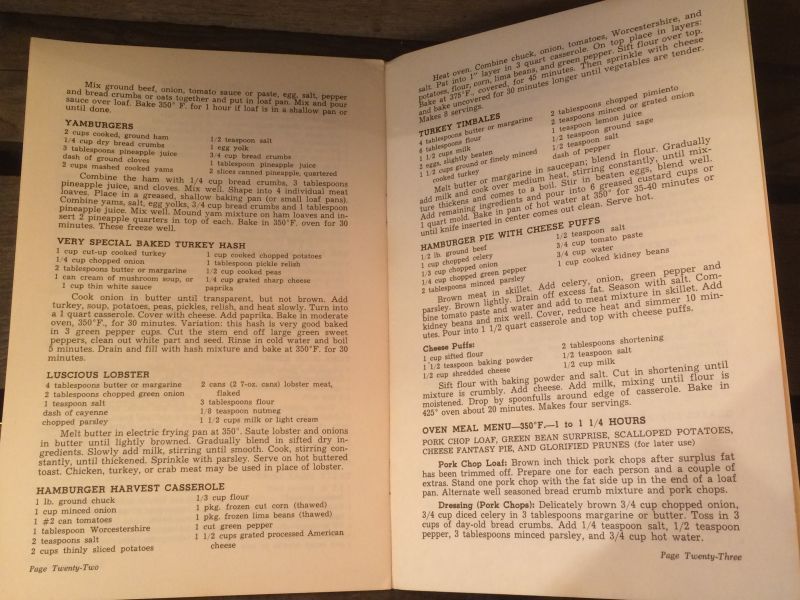 Mix ground beef, onion, tomato sauce or paste, egg, salt, pepper
and bread crumbs or oats together and put in loaf pan. Mix and pour
sauce over loaf. Bake 350° F. for 1 hour if loaf is in a shallow pan or
until done.
YAMBURGERS
2 cups cooked, ground ham
1/4 cup dry bread crumbs
3 tablespoons pineapple juice
dash of ground cloves
2 cups mashed cooked yams
1/2 teaspoon salt
1 egg yolk
3/4 cup bread crumbs
1 tablespoon pineapple juice
2 slices canned pineapple, quartered
Combine the ham with 1/4 cup bread crumbs, 3 tablespoons
pineapple juice, and cloves. Mix well. Shape into 4 individual meat
loaves. Place in a greased, shallow baking pan (or small loaf pans).
Combine yams, salt, egg yolks, 3/4 cup bread crumbs and 1 tablespoon
pineapple juice. Mix well. Mound yam mixture on ham loaves and in-
sert 2 pineapple quarters in top of each. Bake in 350°F. oven for 30
minutes. These freeze well.
VERY SPECIAL BAKED TURKEY HASH
1 cup cut-up cooked turkey
1/4 cup chopped onion
2 tablespoons butter or margarine
1 can cream of mushroom soup, or
1 cup thin white sauce
1 cup cooked chopped potatoes
1 tablespoon pickle relish
1/2 cup cooked peas
1/4 cup grated sharp cheese
paprika
Cook onion in butter until transparent, but not brown. Add
turkey, soup, potatoes, peas, pickles, relish, and heat slowly. Turn into
a 1 quart casserole. Cover with cheese. Add paprika. Bake in moderate
oven, 350°F., for 30 minutes. Variation: this hash is very good baked
in 3 green pepper cups. Cut the stem end off large green sweet
peppers, clean out white part and seed. Rinse in cold water and boil
5 minutes. Drain and fill with hash mixture and bake at 350°F. for 30
minutes.
LUSCIOUS LOBSTER
4 tablespoons butter or margarine
2 tablespoons chopped green onion
1 teaspoon salt
dash of cayenne
chopped parsley
2 cans (2 7-oz. cans) lobster meat,
flaked
3 tablespoons flour
1/8 teaspoon nutmeg
1 1/2 cups milk or light cream
Melt butter in electric frying pan at 350°. Saute lobster and onions
in butter until lightly browned. Gradually blend in sifted dry in-
gredients. Slowly add milk, stirring until smooth. Cook, stirring con-
stantly, until thickened. Sprinkle with parsley. Serve on hot buttered
toast. Chicken, turkey, or crab meat may be used in place of lobster.
HAMBURGER HARVEST CASSEROLE
1 lb. ground chuck
1 cup minced onion
1 #2 can tomatoes
1 tablespoon Worcestershire
2 teaspoons salt
2 cups thinly sliced potatoes
1/3 cup flour
1 pkg. frozen cut corn (thawed)
1 pkg. frozen lima beans (thawed)
1 cut green pepper
1 1/2 cups grated processed American
cheese
Page Twenty-Two
Heat oven. Combine chuck, onion, tomatoes, Worcestershire, and
salt. Pat into 1" layer in 3 quart casserole. On top place in layers:
potatoes, flour, corn, lima beans, and green pepper. Sift flour over top.
Bake at 375°F., covered, for 45 minutes. Then sprinkle with cheese
and bake uncovered for 30 minutes longer until vegetables are tender.
Makes 8 servings.
TURKEY TIMBALES
4 tablespoons butter or margarine
4 tablespoons flour
1 1/2 cups milk
3 eggs, slightly beaten
1 1/2 cups ground or finely minced
cooked turkey
2 tablespoons chopped pimiento
2 teaspoons minced or grated onion
1 teaspoon lemon juice
1/2 teaspoon ground sage
1/2 teaspoon salt
dash of pepper
Melt butter or margarine in saucepan; blend in flour. Gradually
add milk and cook over medium heat, stirring constantly, until mix-
ture thickens and comes to a boil. Stir in beaten eggs, blend well.
Add remaining ingredients and pour into 6 greased custard cups or
1 quart mold. Bake in pan of hot water at 350° for 35-40 minutes or
until knife inserted in center comes out clean. Serve hot.
HAMBURGER PIE WITH CHEESE PUFFS
1/2 lb. ground beef
1 cup chopped celery
1/3 cup chopped onion
1/4 cup chopped green pepper
2 tablespoons minced parsley
1/2 teaspoon salt
3/4 cup tomato paste
3/4 cup water
1 cup cooked kidney beans
Brown meat in skillet. Add celery, onion, green pepper and
parsley. Brown lightly. Drain off excess fat. Season with salt. Com-
bine tomato paste and water and add to meat mixture in skillet. Add
kidney beans and mix well. Cover, reduce heat and simmer 10 min-
utes. Pour into 1 1/2 quart casserole and top with cheese puffs.
Cheese Puffs:
1 cup sifted flour
1 1/2 teaspoon baking powder
1/2 cup shredded cheese
2 tablespoons shortening
1/2 teaspoon salt
1/2 cup milk
Sift flour with baking powder and salt. Cut in shortening until
mixture is crumbly. Add cheese. Add milk, mixing until flour is
moistened. Drop by spoonfuls around edge of casserole. Bake in
425° oven about 20 minutes. Makes four servings.
OVEN MEAL MENU—350°F.—1 to 1 1/4 HOURS
PORK CHOP LOAF, GREEN BEAN SURPRISE, SCALLOPED POTATOES,
CHEESE FANTASY PIE, AND GLORIFIED PRUNES (for later use)
Pork Chop Loaf: Brown inch thick pork chops after surplus fat
has been trimmed off. Prepare one for each person and a couple of
extras. Stand one pork chop with the fat side up in the end of a loaf
pan. Alternate well seasoned bread crumb mixture and pork chops.
Dressing (Pork Chops): Delicately brown 3/4 cup chopped onion,
3/4 cup diced celery in 3 tablespoons margarine or butter. Toss in 3
cups of day-old bread crumbs. Add 1/4 teaspoon salt, 1/2 teaspoon
pepper, 3 tablespoons minced parsley, and 3/4 cup hot water.
Page Twenty-Three